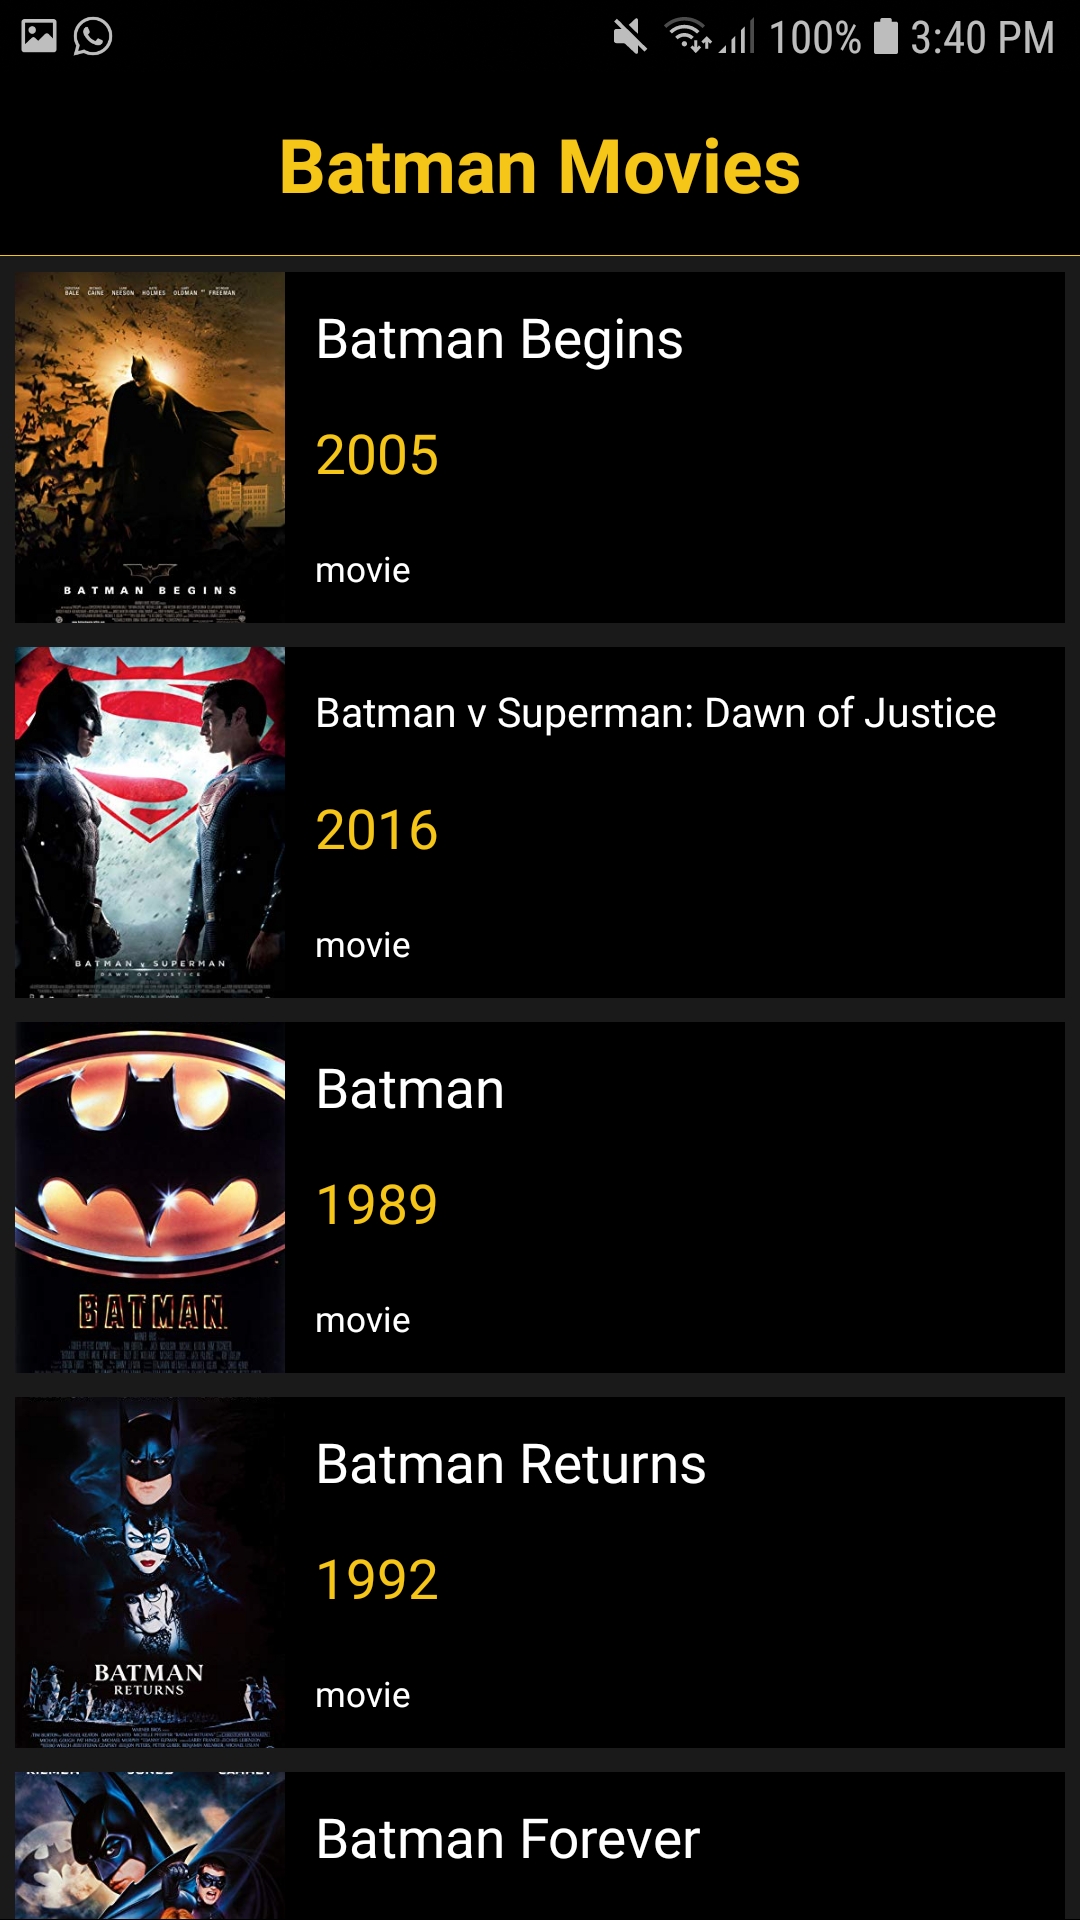 100% 3:40 PM
Batman Movies
BALE CAINE NEESON HOLMES OLDMAN FREEMAN
BATMAN BEGINS
Batman Begins
2005
movie
BATMAN v SUPERMAN
DAWN OF JUSTICE
Batman v Superman: Dawn of Justice
2016
movie
BATMAN
Batman
1989
movie
BATMAN
RETURNS
Batman Returns
1992
movie
Batman Forever